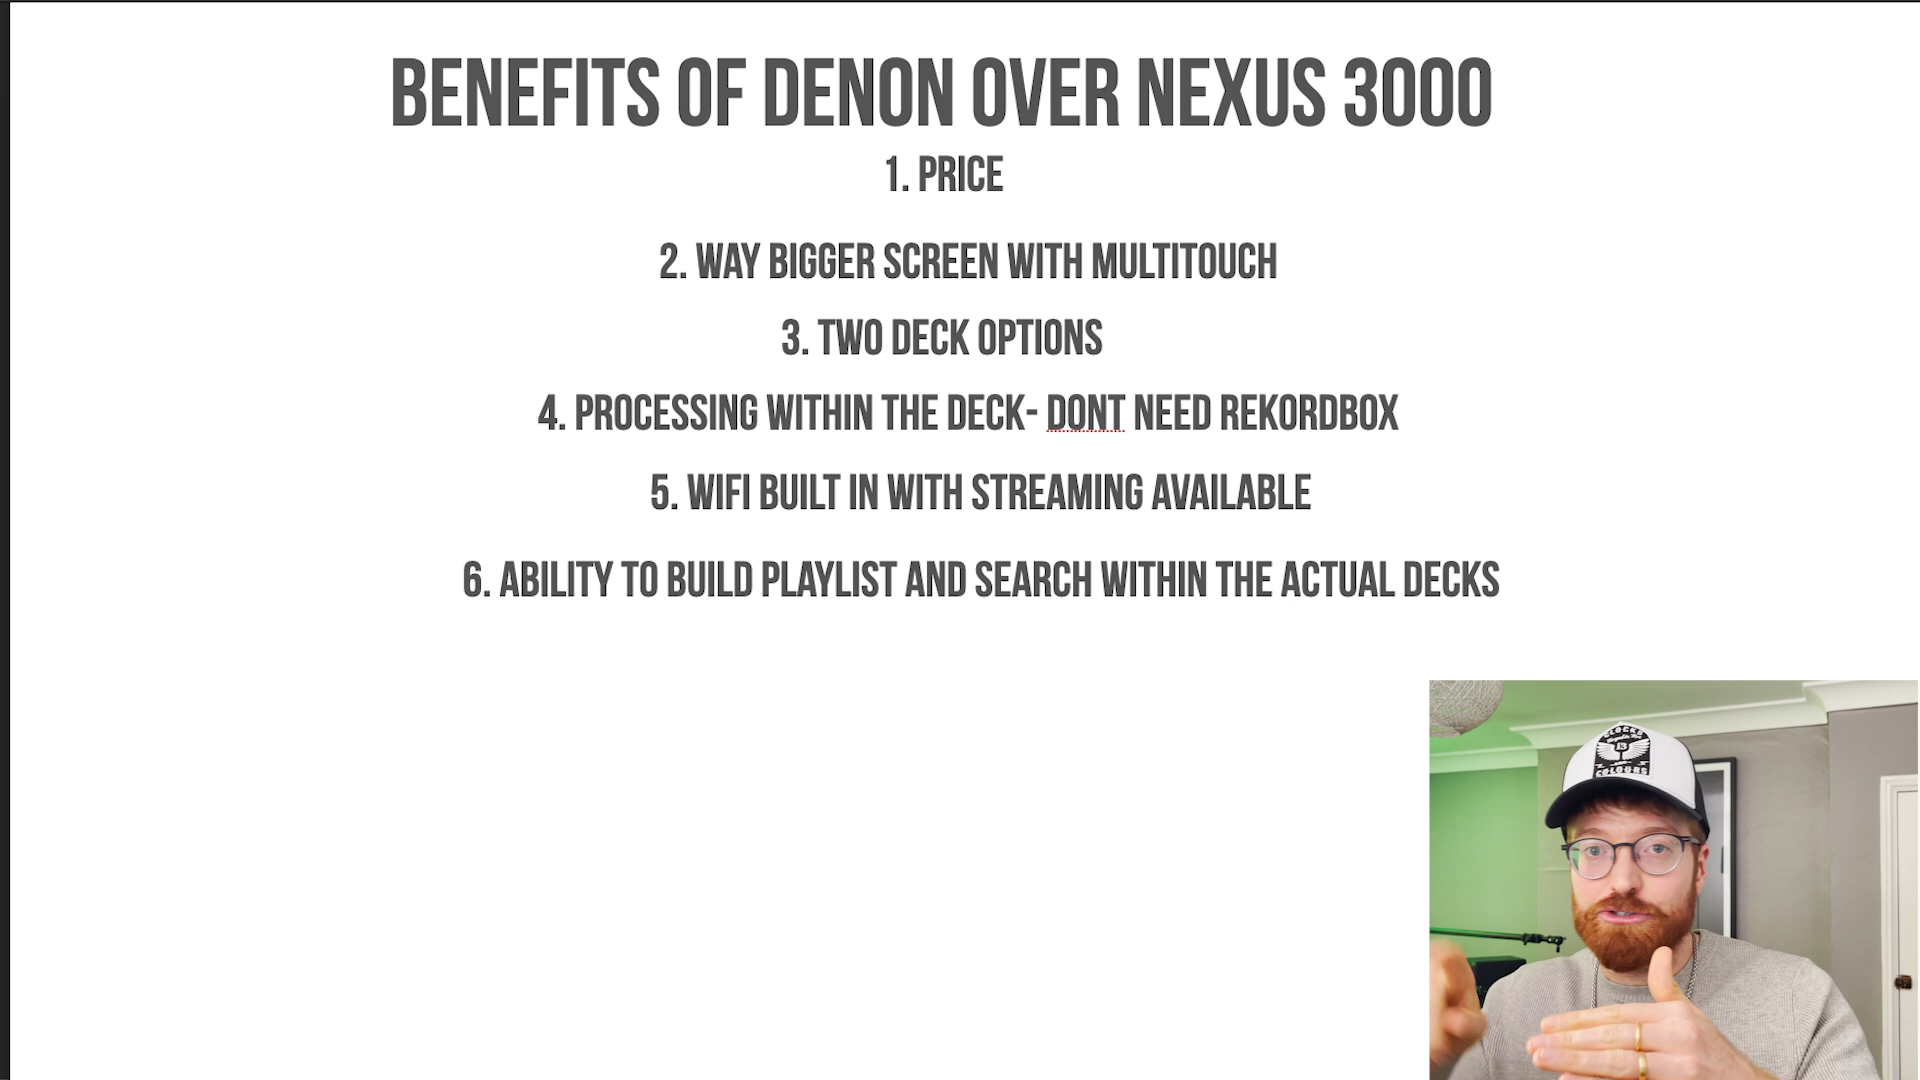 BENEFITS OF DENON OVER NEXUS 3000
1. PRICE
2. WAY BIGGER SCREEN WITH MULTITOUCH
3. TWO DECK OPTIONS
4. PROCESSING WITHIN THE DECK- DONT NEED REKORDBOX
5. WIFI BUILT IN WITH STREAMING AVAILABLE
6. ABILITY TO BUILD PLAYLIST AND SEARCH WITHIN THE ACTUAL DECKS
13
COLOURS